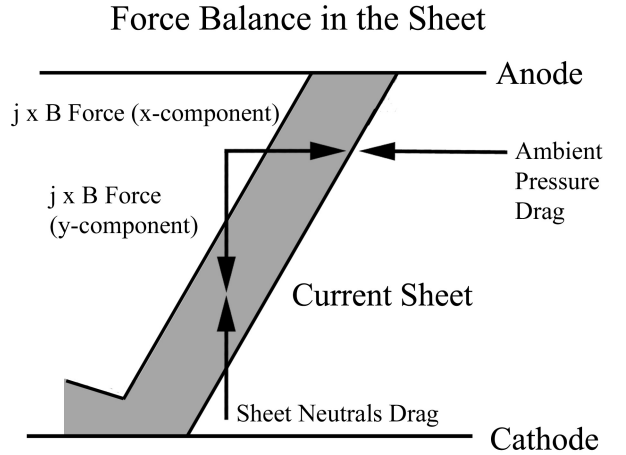 Force Balance in the Sheet
Anode
j x B Force (x-component)
Ambient
Pressure
Drag
j x B Force
(y-component)
Current Sheet
Sheet Neutrals Drag
Cathode